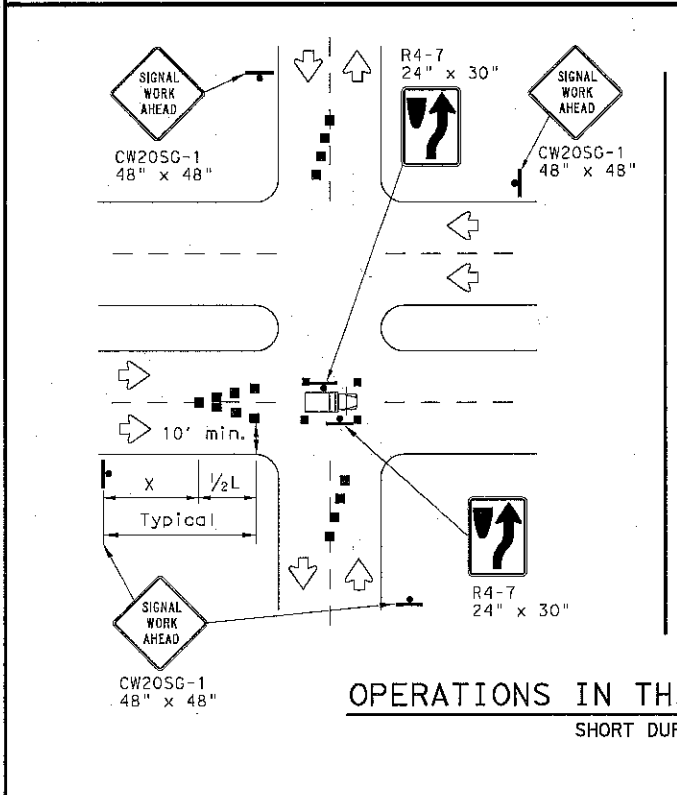 SIGNAL
WORK
AHEAD
CW20SG-1
48" x 48"
R4-7
24" x 30"
SIGNAL
WORK
AHEAD
CW20SG-1
48" x 48"
10' min.
X
1/2L
Typical
SIGNAL
WORK
AHEAD
CW20SG-1
48" x 48"
R4-7
24" x 30"
OPERATIONS IN TH
SHORT DUR